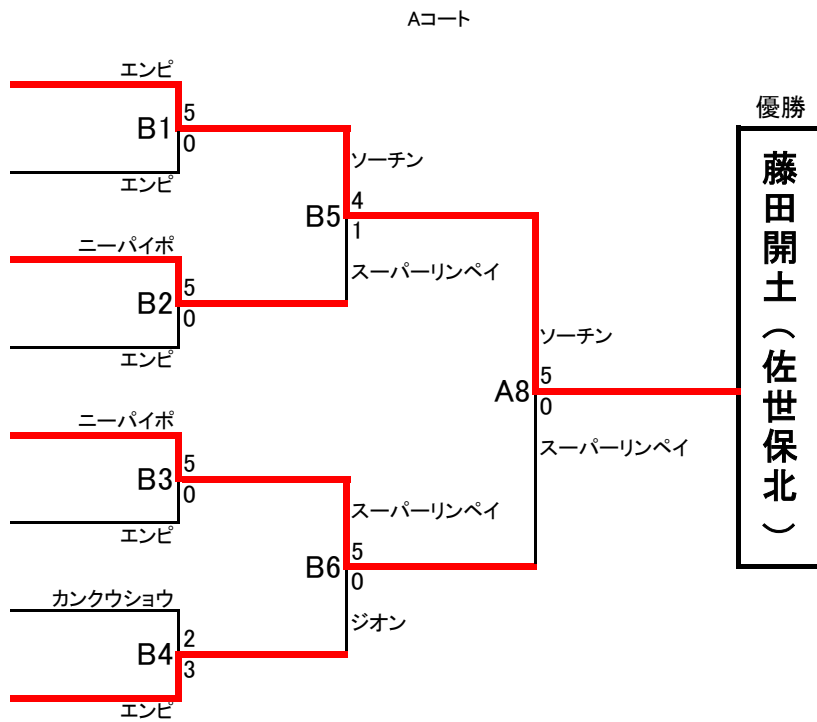 Aコート
エンピ
B1
5
0
エンピ
ソーチン
B5
4
1
スーパーリンペイ
ニーパイポ
B2
5
0
エンピ
ソーチン
A8
5
0
スーパーリンペイ
ニーパイポ
B3
5
0
エンピ
スーパーリンペイ
B6
5
0
ジオン
カンクウショウ
B4
2
3
エンピ
優勝
藤田開土（佐世保北）